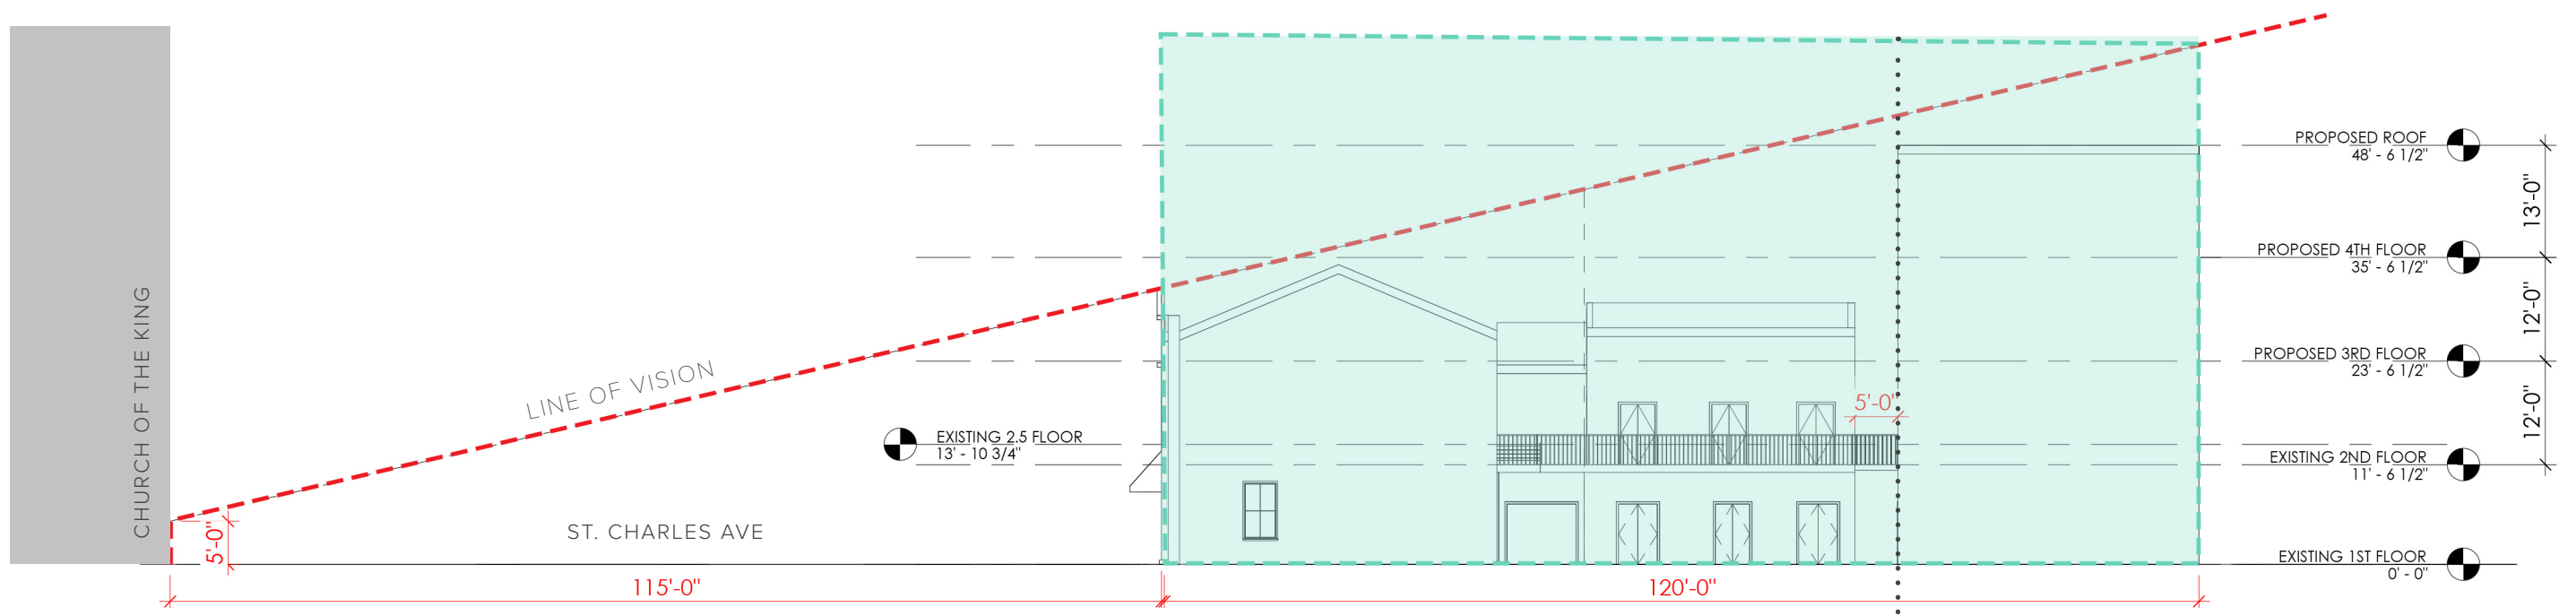 PROPOSED ROOF
48' - 6 1/2"
13'-0"
PROPOSED 4TH FLOOR
35' - 6 1/2"
12'-0"
PROPOSED 3RD FLOOR
23' - 6 1/2"
12'-0"
EXISTING 2ND FLOOR
11' - 6 1/2"
EXISTING 1ST FLOOR
0' - 0"
CHURCH OF THE KING
LINE OF VISION
EXISTING 2.5 FLOOR
13' - 10 3/4"
5'-0"
ST. CHARLES AVE
5'-0"
115'-0"
120'-0"